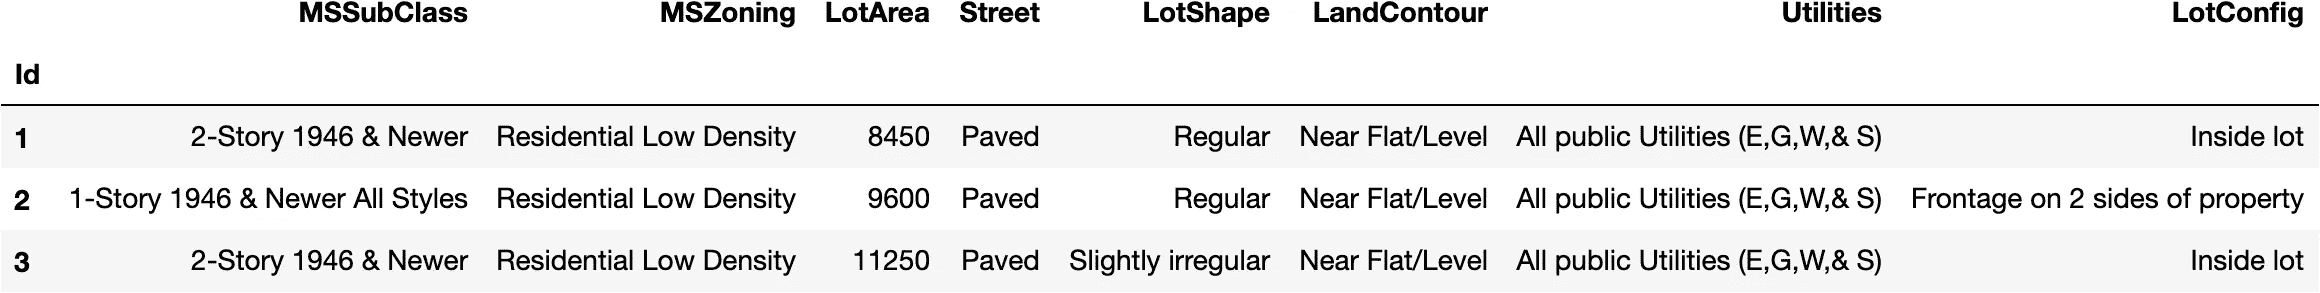 MSSubClass MSZoning LotArea Street LotShape LandContour Utilities LotConfig
Id
1 2-Story 1946 & Newer Residential Low Density 8450 Paved Regular Near Flat/Level All public Utilities (E,G,W,& S) Inside lot
2 1-Story 1946 & Newer All Styles Residential Low Density 9600 Paved Regular Near Flat/Level All public Utilities (E,G,W,& S) Frontage on 2 sides of property
3 2-Story 1946 & Newer Residential Low Density 11250 Paved Slightly irregular Near Flat/Level All public Utilities (E,G,W,& S) Inside lot